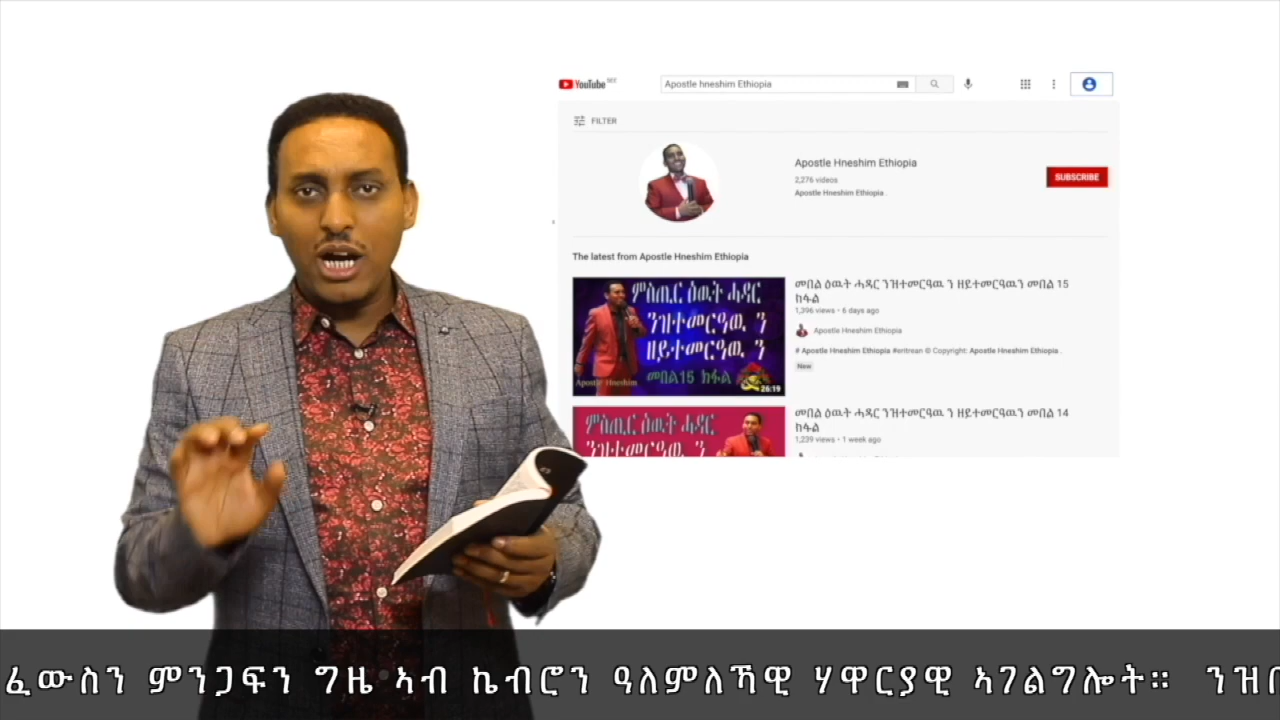 YouTube
Apostle hneshim Ethiopia
FILTER
Apostle Hneshim Ethiopia
2,276 videos
Apostle Hneshim Ethiopia .
SUBSCRIBE
The latest from Apostle Hneshim Ethiopia
ምስጢር ዕዉት ሓዳር
ንዝተመርዓዉ ን
ዘይተመርዓዉ ን
መበል15 ክፋል
Apostle Hneshim
26:19
መበል ዕዉት ሓዳር ንዝተመርዓዉ ን ዘይተመርዓዉን መበል 15
ክፋል
1,396 views • 6 days ago
Apostle Hneshim Ethiopia
# Apostle Hneshim Ethiopia #eritrean © Copyright: Apostle Hneshim Ethiopia .
New
ምስጢር ዕዉት ሓዳር
ንዝተመርዓዉ ን
መበል ዕዉት ሓዳር ንዝተመርዓዉ ን ዘይተመርዓዉን መበል 14
ክፋል
1,239 views • 1 week ago
ፈውስን ምንጋፍን ግዜ ኣብ ኬብሮን ዓለምለኻዊ ሃዋርያዊ ኣገልግሎት። ንዝ